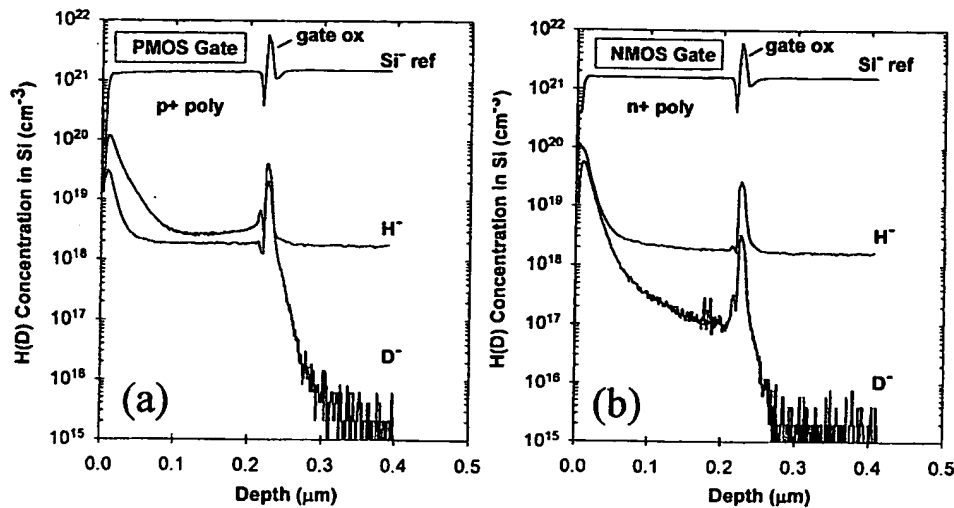 10²²
10²¹
10²⁰
10¹⁹
10¹⁸
10¹⁷
10¹⁶
10¹⁵
H(D) Concentration in Si (cm⁻³)
PMOS Gate
gate ox
Si⁻ ref
p+ poly
H⁻
D⁻
(a)
0.0 0.1 0.2 0.3 0.4 0.5
Depth (μm)
10²²
10²¹
10²⁰
10¹⁹
10¹⁸
10¹⁷
10¹⁶
10¹⁵
H(D) Concentration in Si (cm⁻³)
NMOS Gate
gate ox
Si⁻ ref
n+ poly
H⁻
D⁻
(b)
0.0 0.1 0.2 0.3 0.4 0.5
Depth (μm)